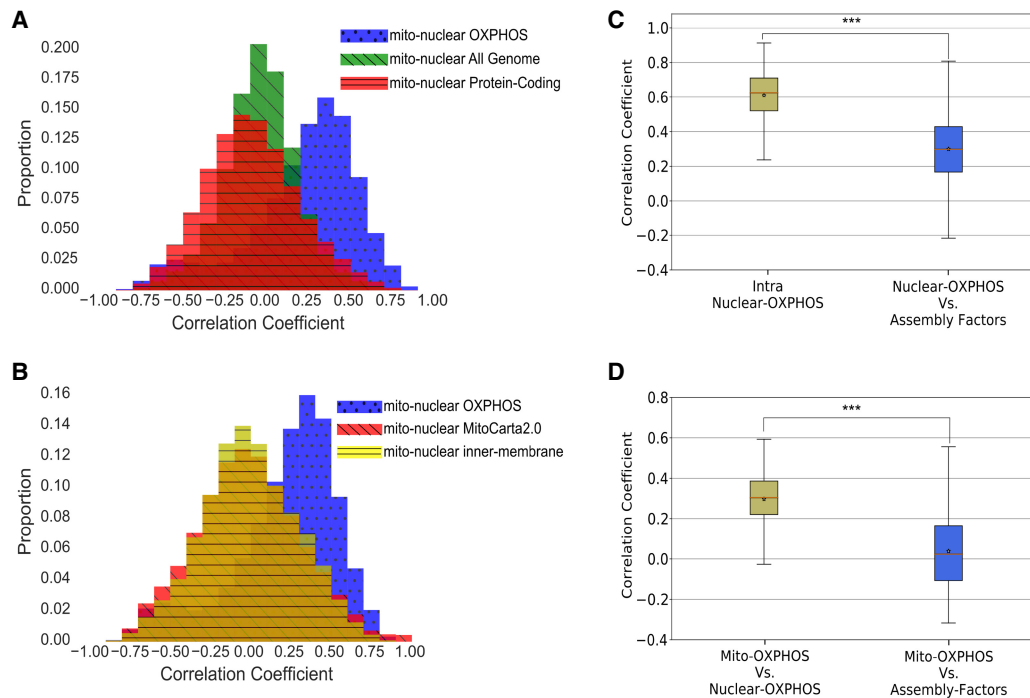 A
mito-nuclear OXPHOS
mito-nuclear All Genome
mito-nuclear Protein-Coding
Proportion
0.200
0.175
0.150
0.125
0.100
0.075
0.050
0.025
0.000
−1.00 −0.75 −0.50 −0.25 0.00 0.25 0.50 0.75 1.00
Correlation Coefficient
B
mito-nuclear OXPHOS
mito-nuclear MitoCarta2.0
mito-nuclear inner-membrane
Proportion
0.16
0.14
0.12
0.10
0.08
0.06
0.04
0.02
0.00
−1.00 −0.75 −0.50 −0.25 0.00 0.25 0.50 0.75 1.00
Correlation Coefficient
C
***
Correlation Coefficient
1.0
0.8
0.6
0.4
0.2
0.0
−0.2
−0.4
Intra
Nuclear-OXPHOS
Nuclear-OXPHOS
Vs.
Assembly Factors
D
***
Correlation Coefficient
0.8
0.6
0.4
0.2
0.0
−0.2
−0.4
Mito-OXPHOS
Vs.
Nuclear-OXPHOS
Mito-OXPHOS
Vs.
Assembly-Factors